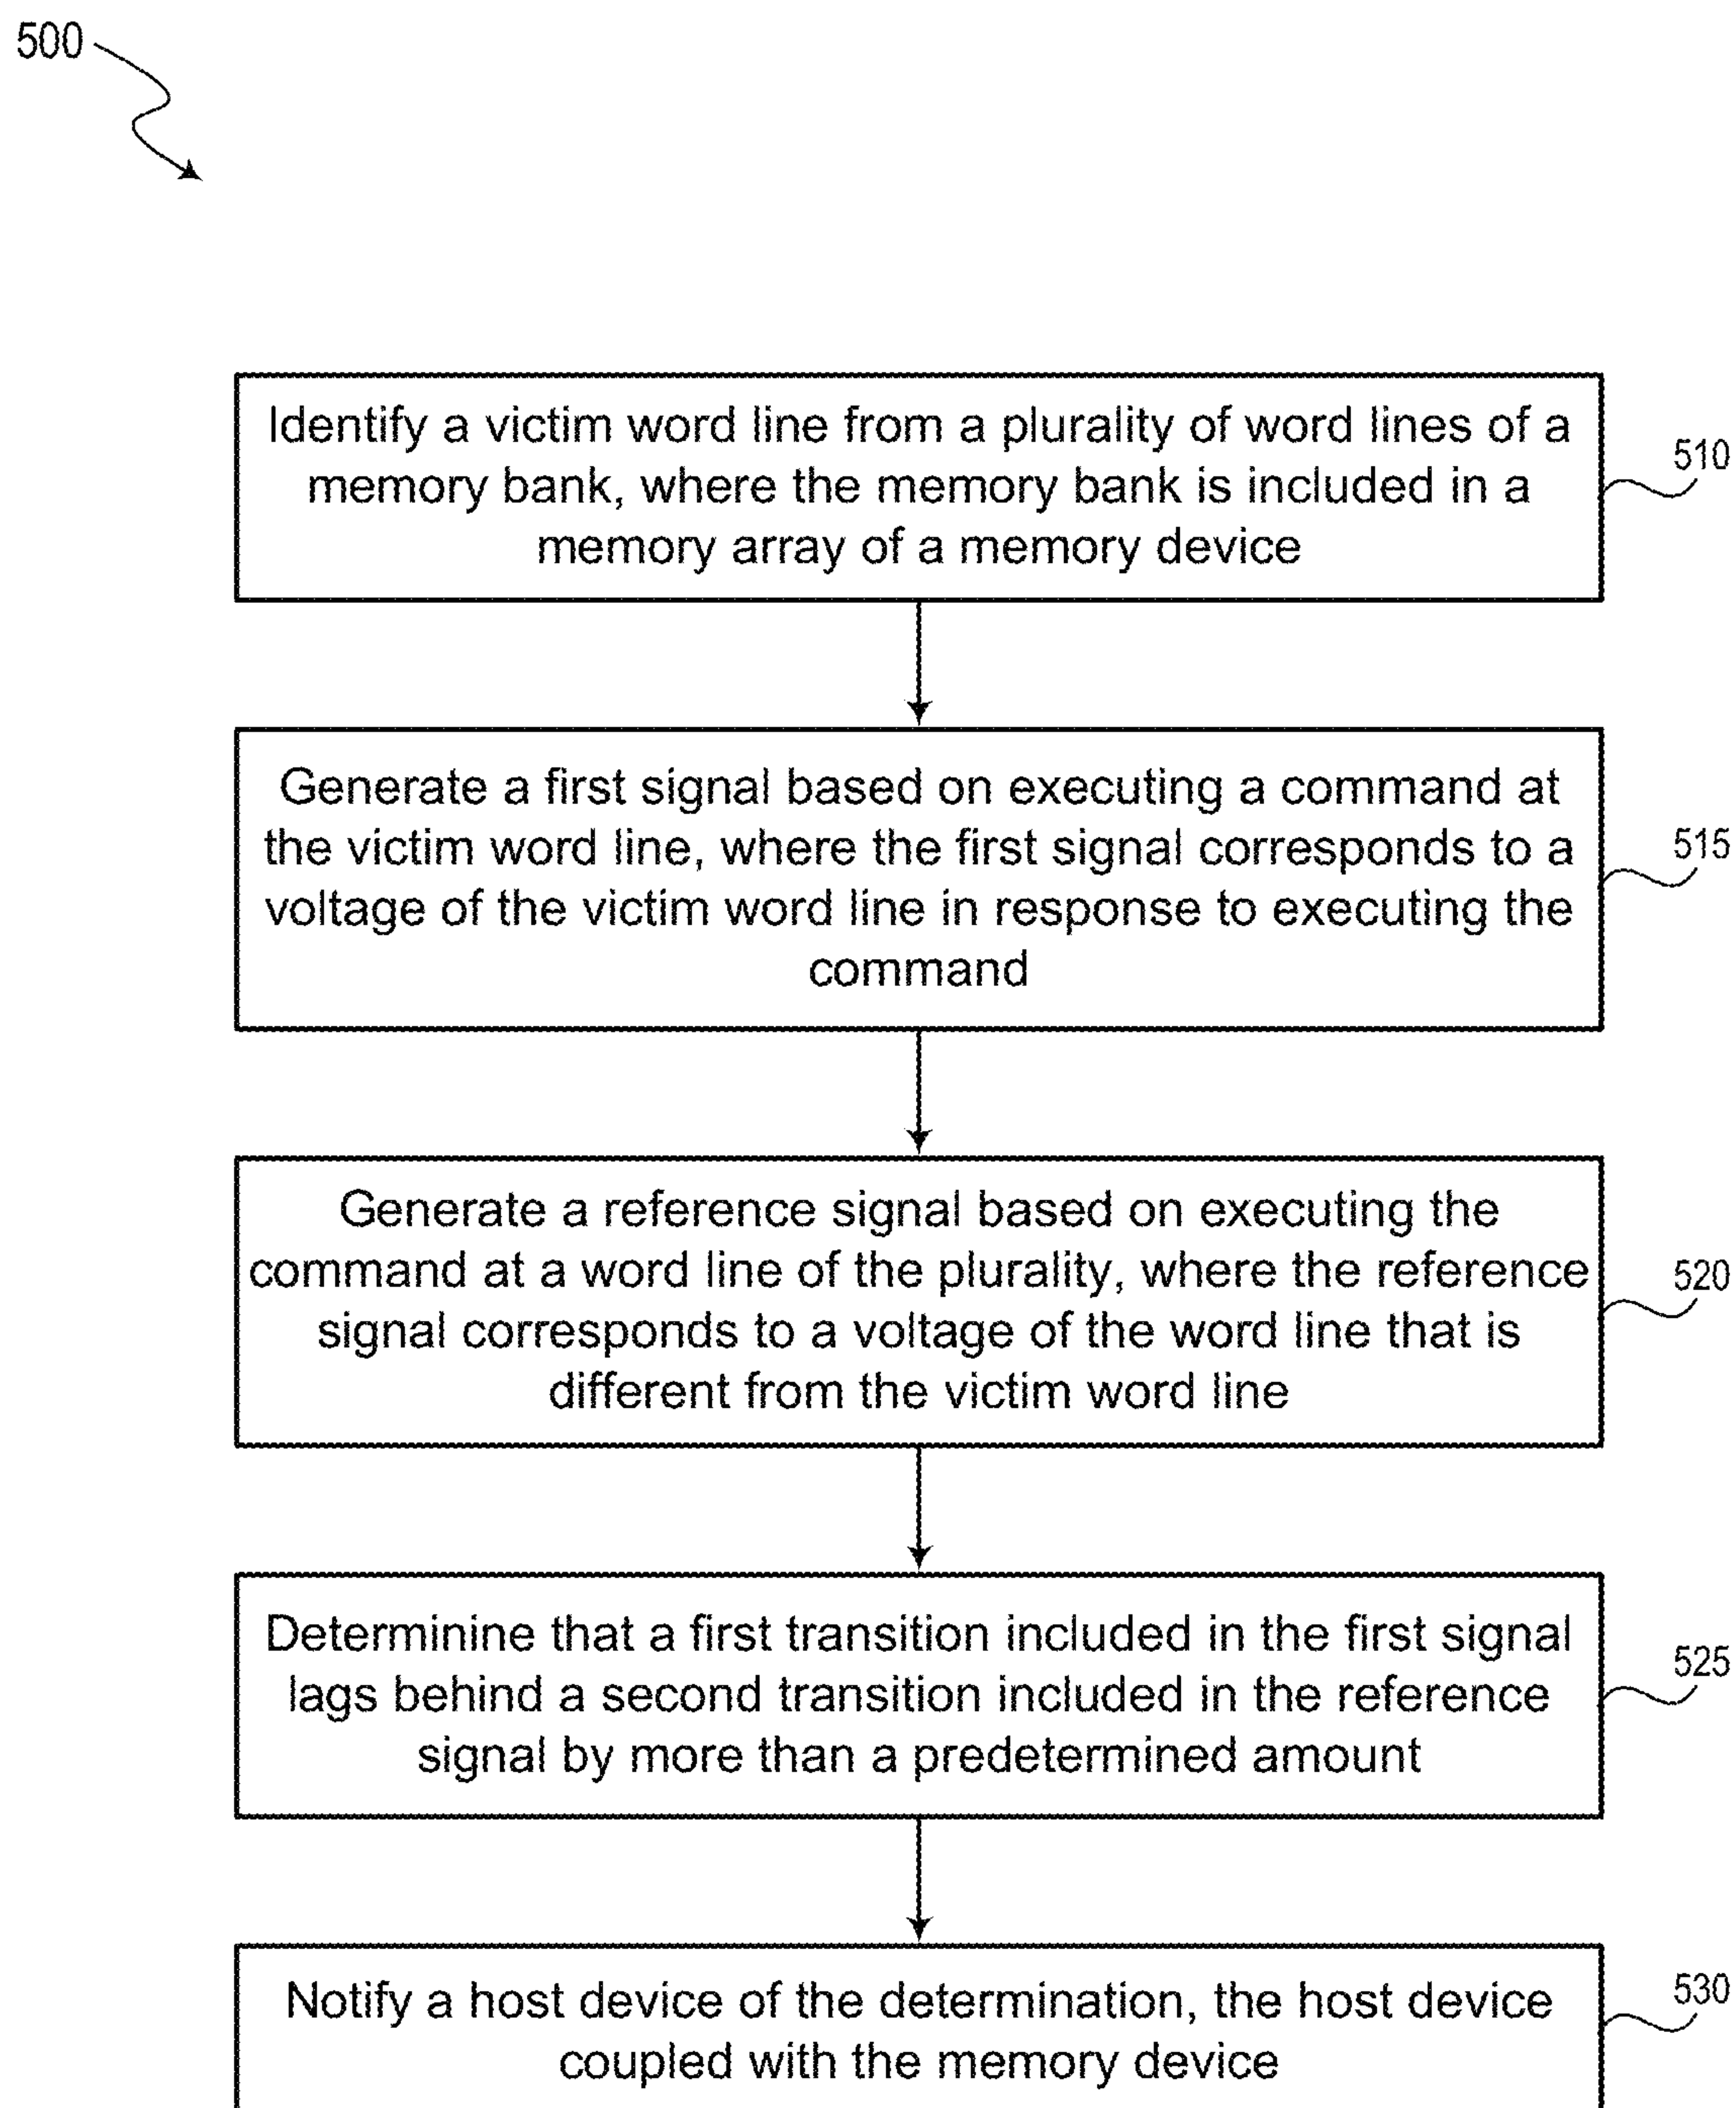 500
Identify a victim word line from a plurality of word lines of a
memory bank, where the memory bank is included in a
memory array of a memory device
510
Generate a first signal based on executing a command at
the victim word line, where the first signal corresponds to a
voltage of the victim word line in response to executing the
command
515
Generate a reference signal based on executing the
command at a word line of the plurality, where the reference
signal corresponds to a voltage of the word line that is
different from the victim word line
520
Determinine that a first transition included in the first signal
lags behind a second transition included in the reference
signal by more than a predetermined amount
525
Notify a host device of the determination, the host device
coupled with the memory device
530